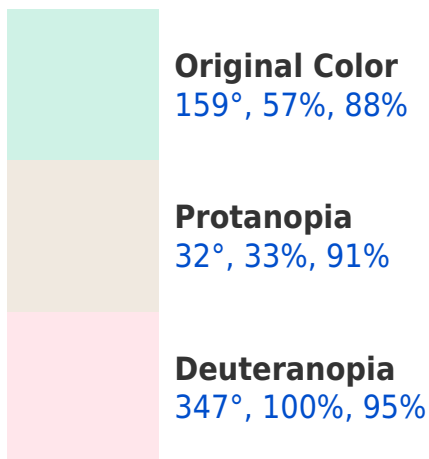 Original Color
159°, 57%, 88%
Protanopia
32°, 33%, 91%
Deuteranopia
347°, 100%, 95%